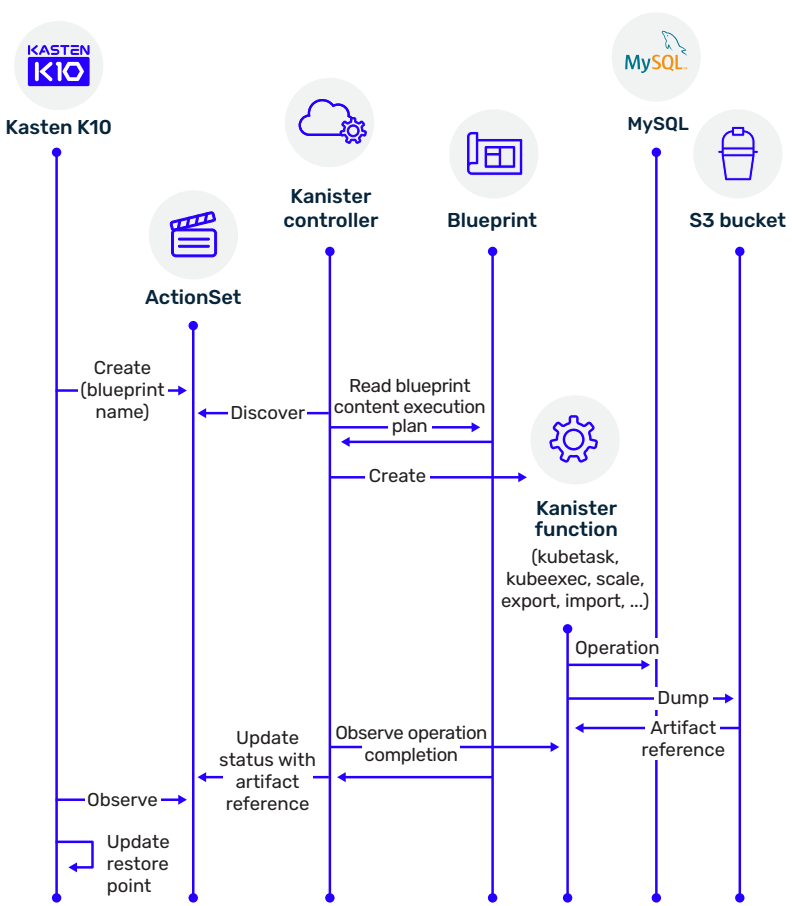 KASTEN
K10
Kasten K10
MySQL
MySQL
S3 bucket
Kanister
controller
Blueprint
ActionSet
Create
(blueprint
name)
Discover
Read blueprint
content execution
plan
Create
Kanister
function
(kubetask,
kubeexec, scale,
export, import, ...)
Operation
Dump
Artifact
reference
Observe operation
completion
Update
status with
artifact
reference
Observe
Update
restore
point